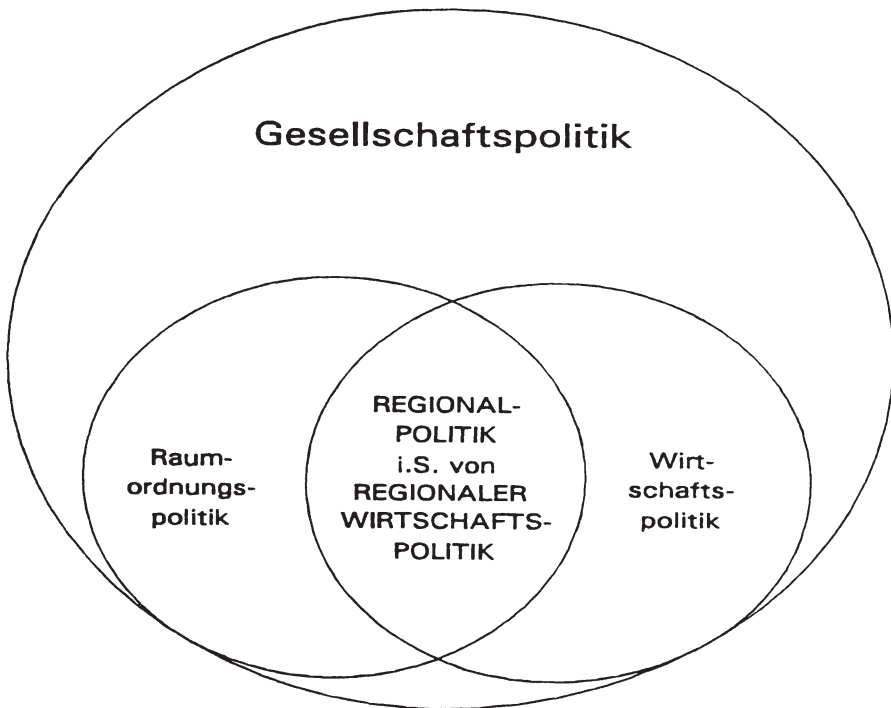 Gesellschaftspolitik
Raum-
ordnungs-
politik
REGIONAL-
POLITIK
i.S. von
REGIONALER
WIRTSCHAFTS-
POLITIK
Wirt-
schafts-
politik